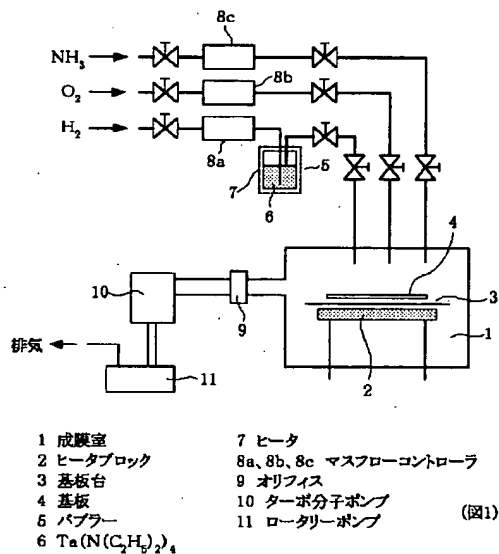 8c
NH₃
8b
O₂
H₂
8a
7
5
6
4
10
3
9
1
排気
2
11
1 成膜室
2 ヒータブロック
3 基板台
4 基板
5 バブラー
6 Ta(N(C₂H₅)₂)₄
7 ヒータ
8a、8b、8c マスフローコントローラ
9 オリフィス
10 ターボ分子ポンプ
11 ロータリーポンプ
(図1)